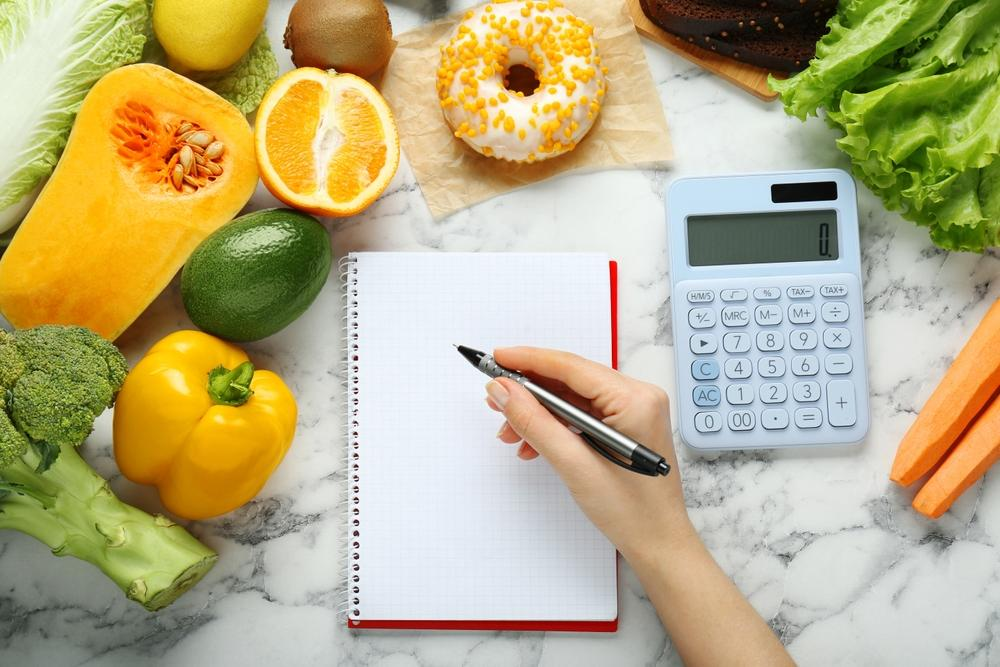 0.
H/M/S √ % TAX− TAX+
+/− MRC M− M+ ÷
▶ 7 8 9 ×
C 4 5 6 −
AC 1 2 3 +
0 00 · =